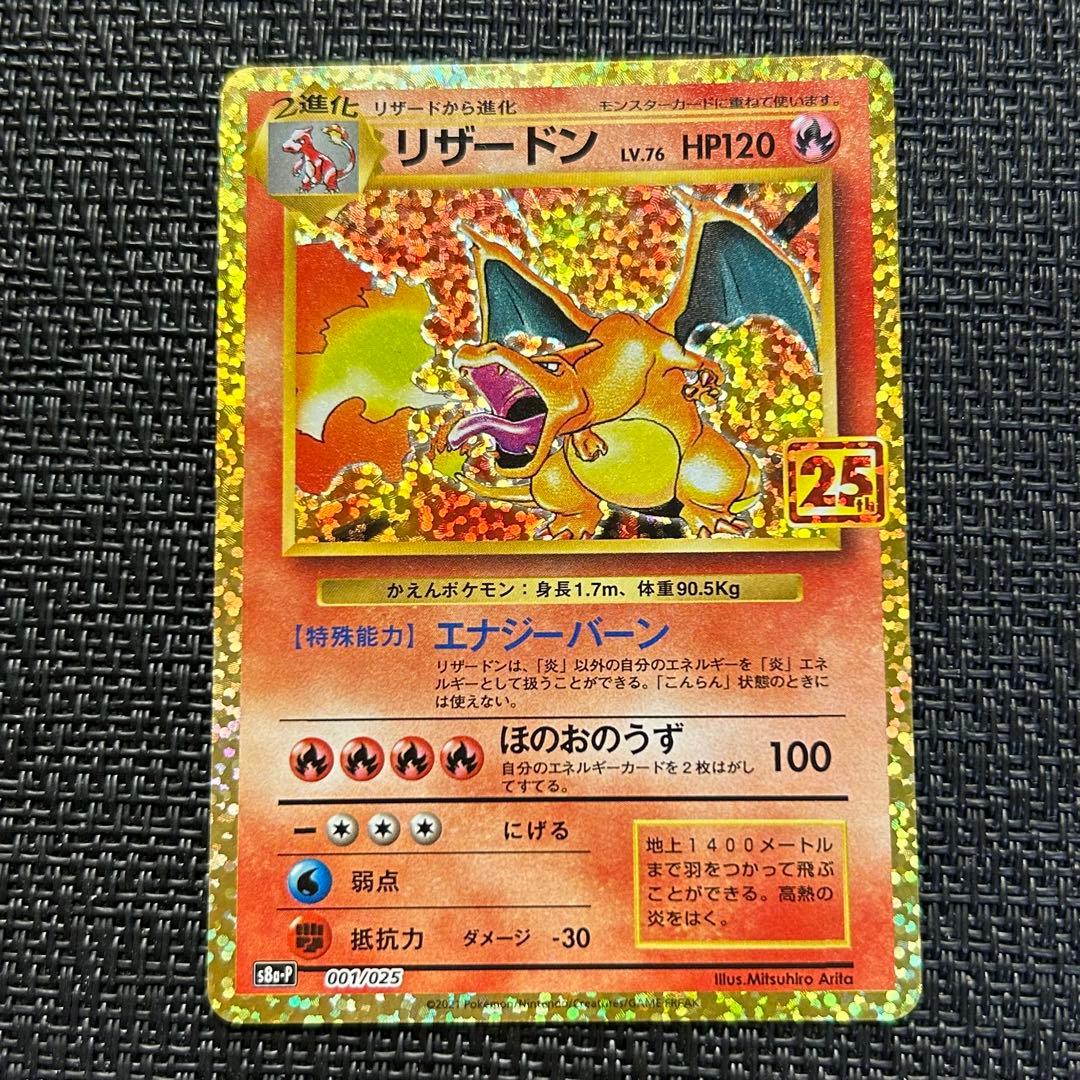 2進化 リザードから進化 モンスターカードに重ねて使います。
リザードン LV.76 HP120
25th
かえんポケモン:身長1.7m、体重90.5Kg
【特殊能力】エナジーバーン
リザードンは、「炎」以外の自分のエネルギーを「炎」エネ
ルギーとして扱うことができる。「こんらん」状態のときに
は使えない。
ほのおのうず 100
自分のエネルギーカードを2枚はがし
てすてる。
ー にげる
弱点
抵抗力 ダメージ -30
地上1400メートル
まで羽をつかって飛ぶ
ことができる。高熱の
炎をはく。
s8a-P 001/025 Illus.Mitsuhiro Arita
©2021 Pokémon/Nintendo/Creatures/GAME FREAK